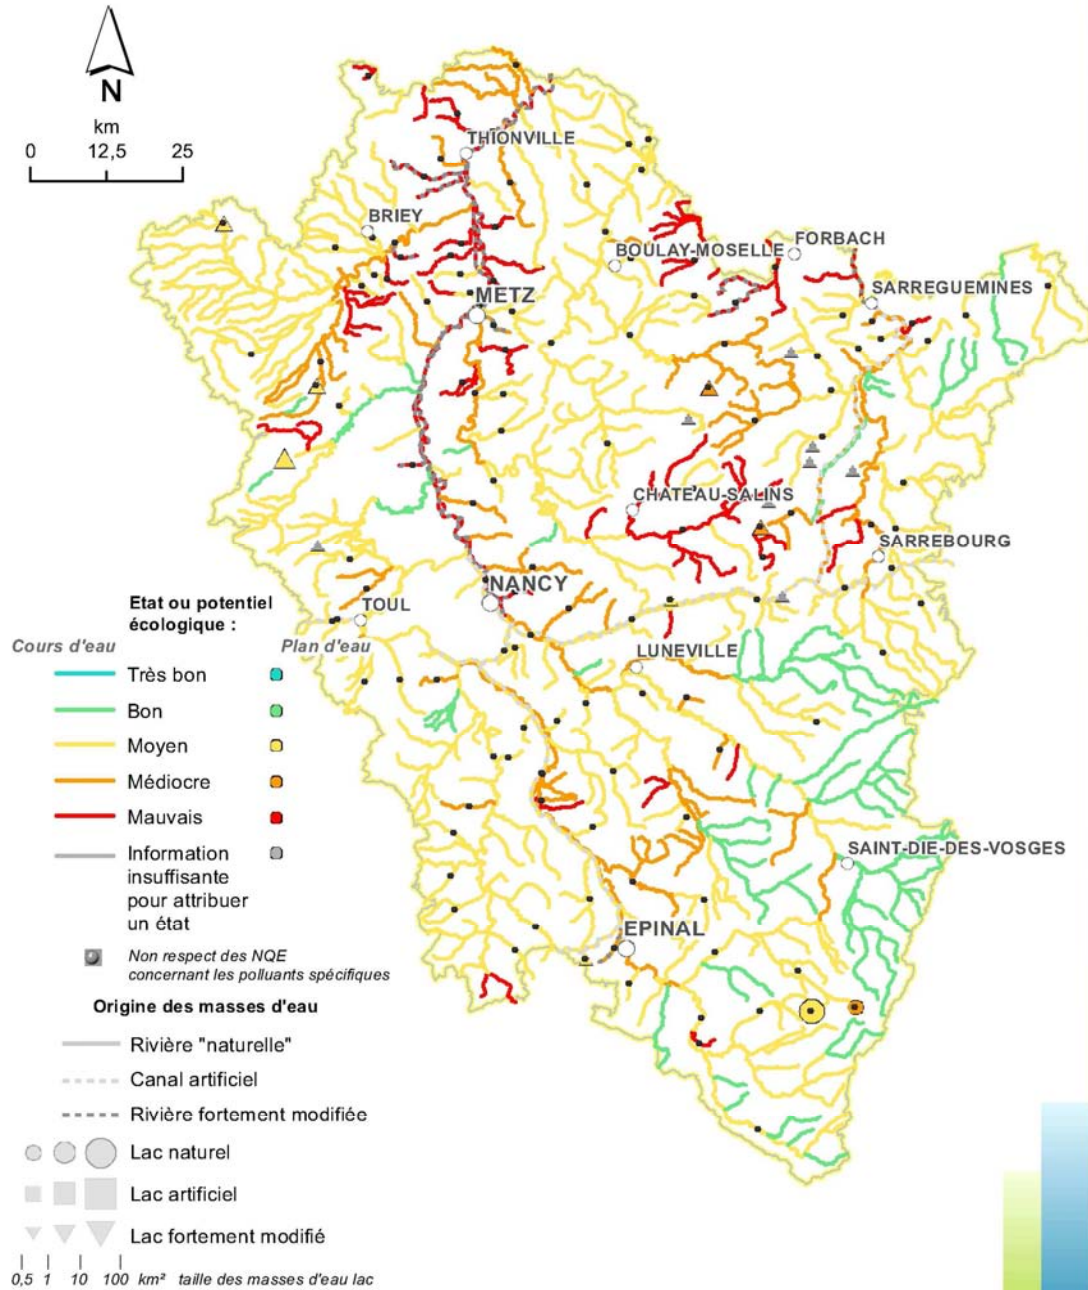 N
km
0 12,5 25
THIONVILLE
BRIEY
BOULAY-MOSELLE
FORBACH
SARREGUEMINES
METZ
CHATEAU-SALINS
SARREBOURG
NANCY
TOUL
LUNEVILLE
SAINT-DIE-DES-VOSGES
EPINAL
Etat ou potentiel
écologique :
Cours d'eau
Plan d'eau
Très bon
Bon
Moyen
Médiocre
Mauvais
Information
insuffisante
pour attribuer
un état
Non respect des NQE
concernant les polluants spécifiques
Origine des masses d'eau
Rivière "naturelle"
Canal artificiel
Rivière fortement modifiée
Lac naturel
Lac artificiel
Lac fortement modifié
0,5 1 10 100 km² taille des masses d'eau lac